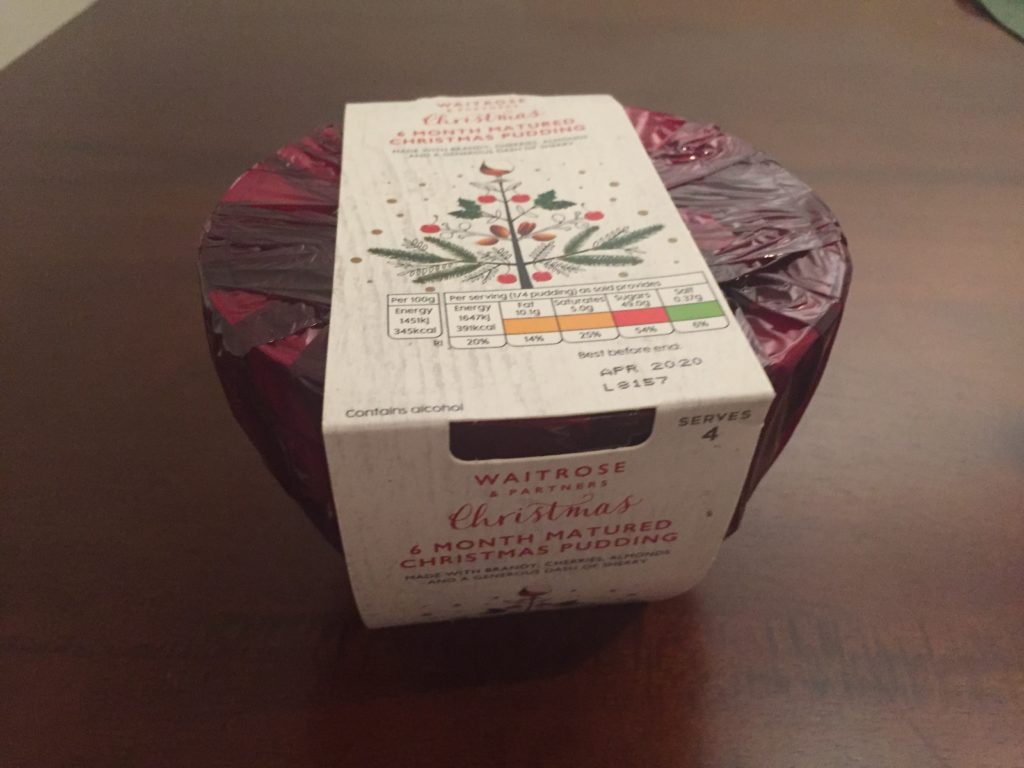 WAITROSE
& PARTNERS
Christmas
6 MONTH MATURED
CHRISTMAS PUDDING
MADE WITH BRANDY, CHERRIES, ALMONDS
AND A GENEROUS DASH OF SHERRY
Per 100g
Energy
1451kJ
345kcal
Per serving (1/4 pudding) as sold provides
Energy
1647kJ
391kcal
20%
Fat
10.1g
14%
Saturates
5.0g
25%
Sugars
49.0g
54%
Salt
0.37g
6%
RI
Best before end:
APR 2020
L8157
Contains alcohol
SERVES
4
WAITROSE
& PARTNERS
Christmas
6 MONTH MATURED
CHRISTMAS PUDDING
MADE WITH BRANDY, CHERRIES, ALMONDS
AND A GENEROUS DASH OF SHERRY